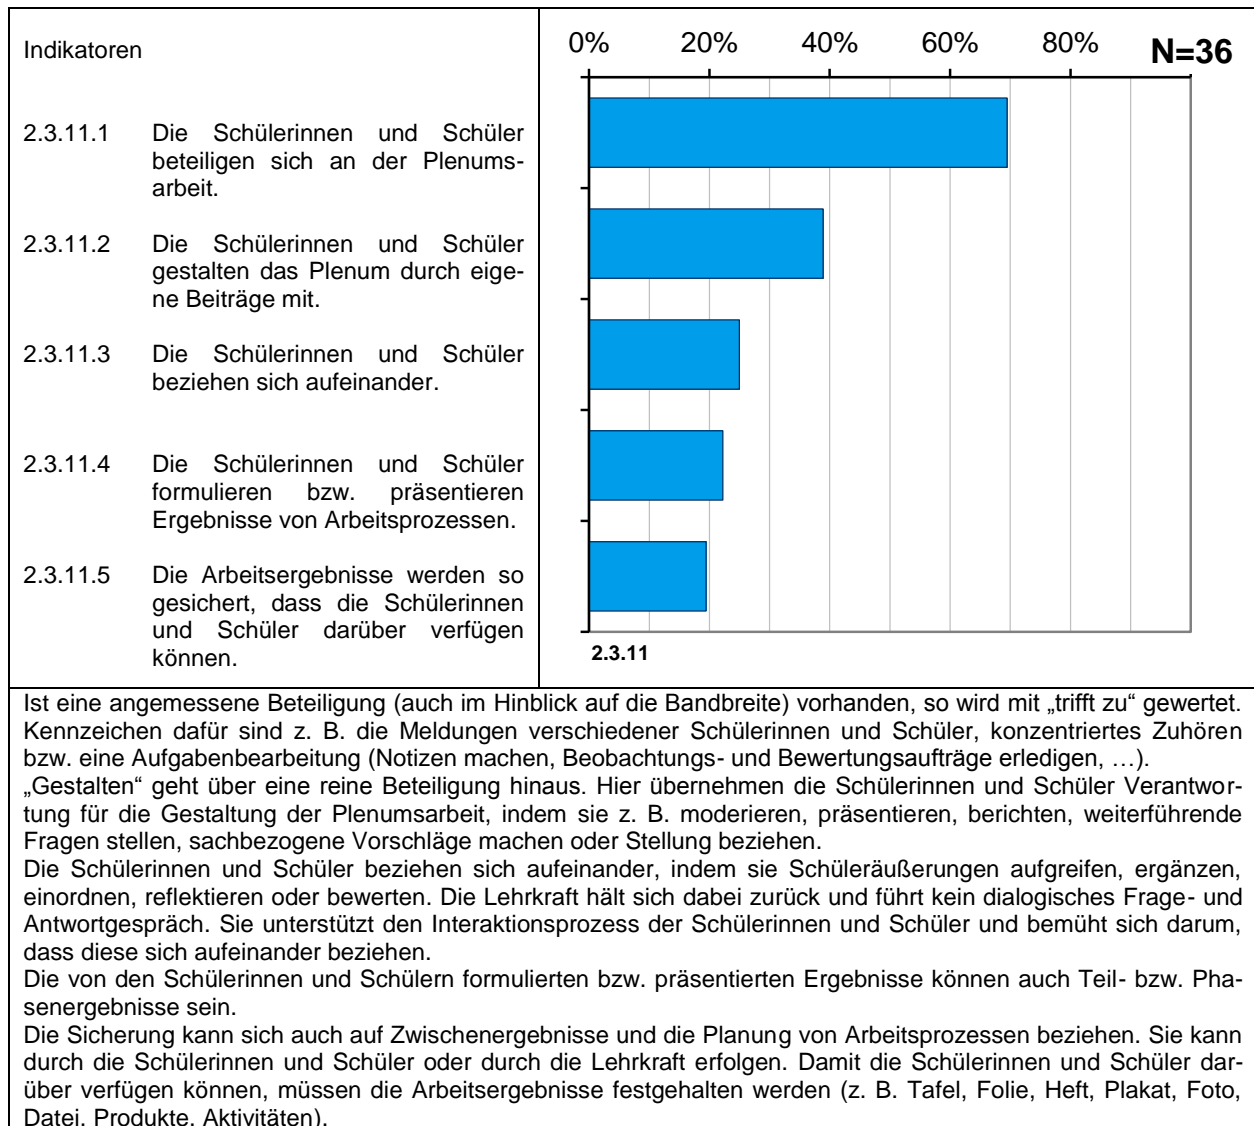 Indikatoren
0% 20% 40% 60% 80% N=36
2.3.11.1 Die Schülerinnen und Schüler
beteiligen sich an der Plenums-
arbeit.
2.3.11.2 Die Schülerinnen und Schüler
gestalten das Plenum durch eige-
ne Beiträge mit.
2.3.11.3 Die Schülerinnen und Schüler
beziehen sich aufeinander.
2.3.11.4 Die Schülerinnen und Schüler
formulieren bzw. präsentieren
Ergebnisse von Arbeitsprozessen.
2.3.11.5 Die Arbeitsergebnisse werden so
gesichert, dass die Schülerinnen
und Schüler darüber verfügen
können.
2.3.11
Ist eine angemessene Beteiligung (auch im Hinblick auf die Bandbreite) vorhanden, so wird mit „trifft zu“ gewertet.
Kennzeichen dafür sind z. B. die Meldungen verschiedener Schülerinnen und Schüler, konzentriertes Zuhören
bzw. eine Aufgabenbearbeitung (Notizen machen, Beobachtungs- und Bewertungsaufträge erledigen, …).
„Gestalten“ geht über eine reine Beteiligung hinaus. Hier übernehmen die Schülerinnen und Schüler Verantwor-
tung für die Gestaltung der Plenumsarbeit, indem sie z. B. moderieren, präsentieren, berichten, weiterführende
Fragen stellen, sachbezogene Vorschläge machen oder Stellung beziehen.
Die Schülerinnen und Schüler beziehen sich aufeinander, indem sie Schüleräußerungen aufgreifen, ergänzen,
einordnen, reflektieren oder bewerten. Die Lehrkraft hält sich dabei zurück und führt kein dialogisches Frage- und
Antwortgespräch. Sie unterstützt den Interaktionsprozess der Schülerinnen und Schüler und bemüht sich darum,
dass diese sich aufeinander beziehen.
Die von den Schülerinnen und Schülern formulierten bzw. präsentierten Ergebnisse können auch Teil- bzw. Pha-
senergebnisse sein.
Die Sicherung kann sich auch auf Zwischenergebnisse und die Planung von Arbeitsprozessen beziehen. Sie kann
durch die Schülerinnen und Schüler oder durch die Lehrkraft erfolgen. Damit die Schülerinnen und Schüler dar-
über verfügen können, müssen die Arbeitsergebnisse festgehalten werden (z. B. Tafel, Folie, Heft, Plakat, Foto,
Datei, Produkte, Aktivitäten).